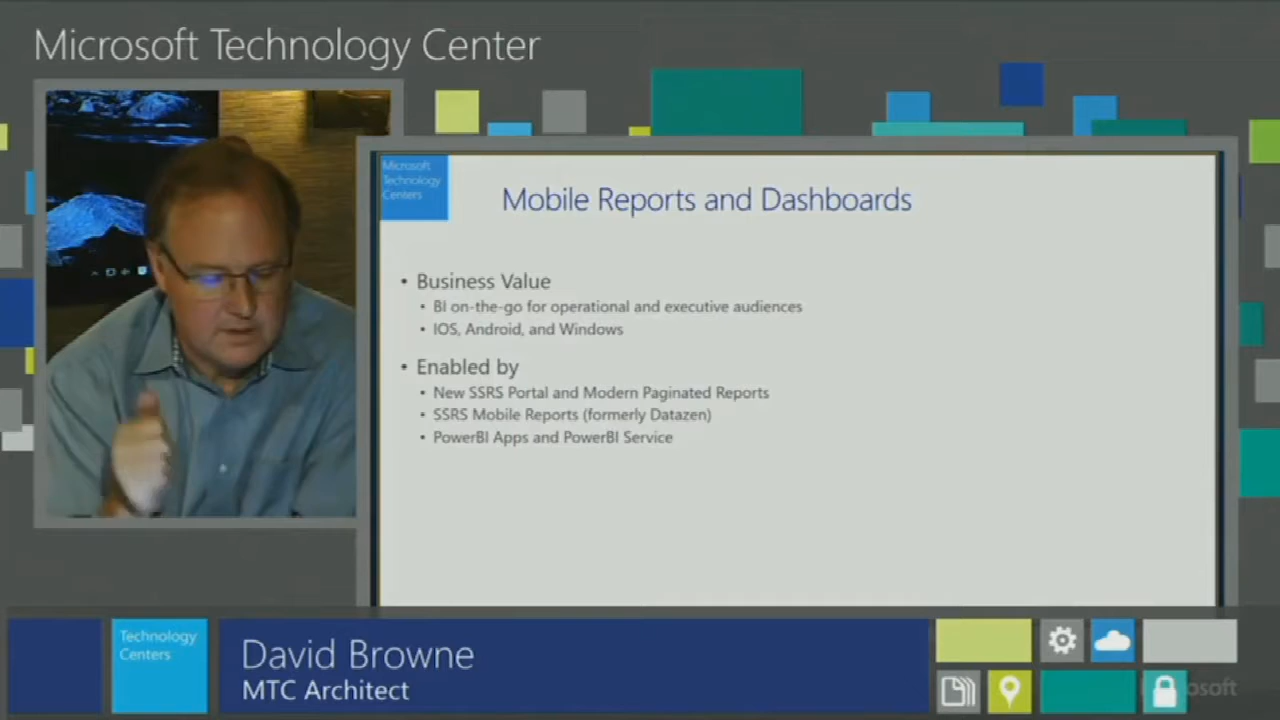 Microsoft Technology Center
Microsoft
Technology
Centers
Mobile Reports and Dashboards
• Business Value
• BI on-the-go for operational and executive audiences
• IOS, Android, and Windows
• Enabled by
• New SSRS Portal and Modern Paginated Reports
• SSRS Mobile Reports (formerly Datazen)
• PowerBI Apps and PowerBI Service
Technology
Centers
David Browne
MTC Architect